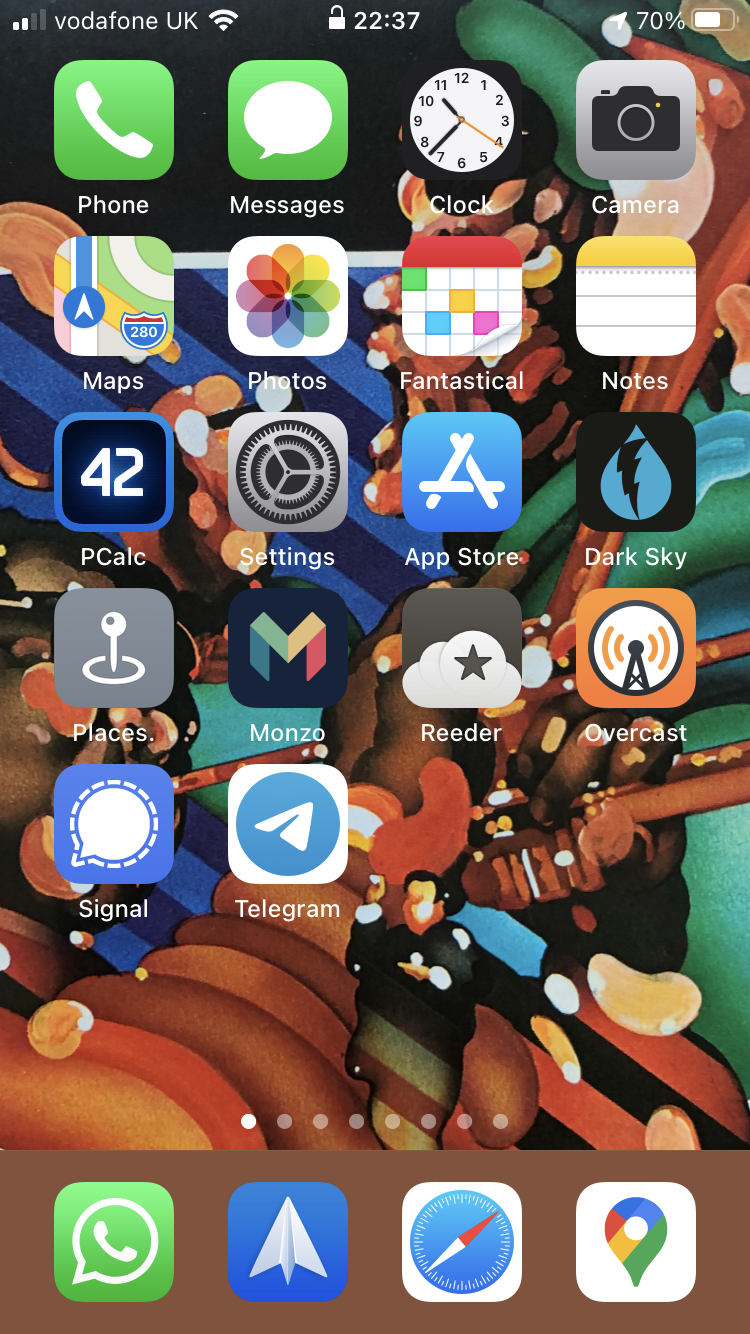 vodafone UK 22:37 70%
12
11 1
10 2
9 3
8 4
7 5
6
Phone Messages Clock Camera
280
Maps Photos Fantastical Notes
42
PCalc Settings App Store Dark Sky
Places. Monzo Reeder Overcast
Signal Telegram